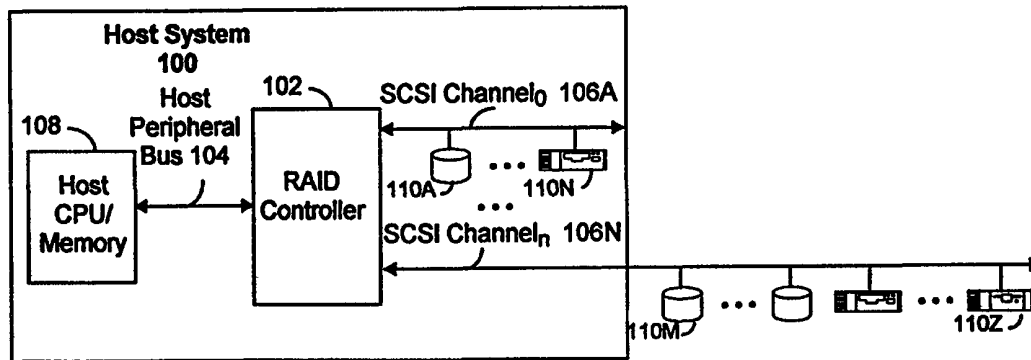 Host System
100
102
Host
Peripheral
Bus 104
108
Host
CPU/
Memory
RAID
Controller
SCSI Channel0 106A
110A
•••
110N
•••
SCSI Channeln 106N
110M
•••
•••
110Z